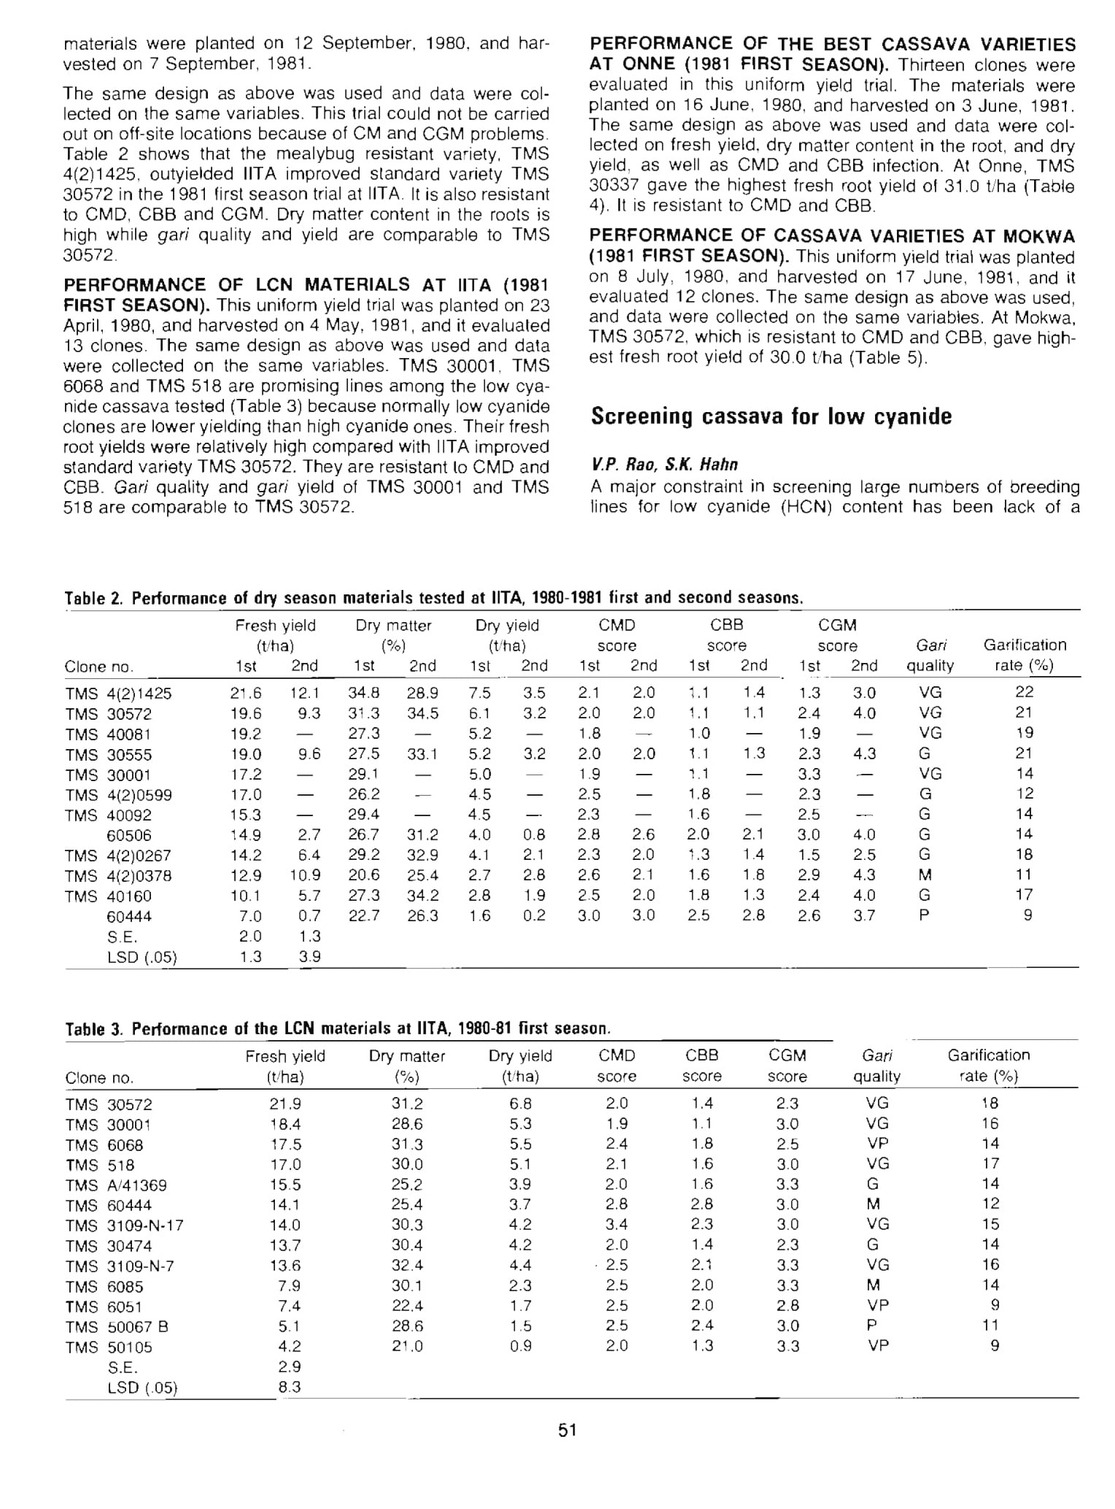 materials were planted on 12 September, 1980, and har-
vested on 7 September, 1981.
The same design as above was used and data were col-
lected on the same variables. This trial could not be carried
out on off-site locations because of CM and CGM problems.
Table 2 shows that the mealybug resistant variety, TMS
4(2)1425, outyielded IITA improved standard variety TMS
30572 in the 1981 first season trial at IITA. It is also resistant
to CMD, CBB and CGM. Dry matter content in the roots is
high while gari quality and yield are comparable to TMS
30572.
PERFORMANCE OF LCN MATERIALS AT IITA (1981
FIRST SEASON). This uniform yield trial was planted on 23
April, 1980, and harvested on 4 May, 1981, and it evaluated
13 clones. The same design as above was used and data
were collected on the same variables. TMS 30001, TMS
6068 and TMS 518 are promising lines among the low cya-
nide cassava tested (Table 3) because normally low cyanide
clones are lower yielding than high cyanide ones. Their fresh
root yields were relatively high compared with IITA improved
standard variety TMS 30572. They are resistant to CMD and
CBB. Gari quality and gari yield of TMS 30001 and TMS
518 are comparable to TMS 30572.
PERFORMANCE OF THE BEST CASSAVA VARIETIES
AT ONNE (1981 FIRST SEASON). Thirteen clones were
evaluated in this uniform yield trial. The materials were
planted on 16 June, 1980, and harvested on 3 June, 1981.
The same design as above was used and data were col-
lected on fresh yield, dry matter content in the root, and dry
yield, as well as CMD and CBB infection. At Onne, TMS
30337 gave the highest fresh root yield of 31.0 t/ha (Table
4). It is resistant to CMD and CBB.
PERFORMANCE OF CASSAVA VARIETIES AT MOKWA
(1981 FIRST SEASON). This uniform yield trial was planted
on 8 July, 1980, and harvested on 17 June, 1981, and it
evaluated 12 clones. The same design as above was used,
and data were collected on the same variables. At Mokwa,
TMS 30572, which is resistant to CMD and CBB, gave high-
est fresh root yield of 30.0 t/ha (Table 5).
Screening cassava for low cyanide
V.P. Rao, S.K. Hahn
A major constraint in screening large numbers of breeding
lines for low cyanide (HCN) content has been lack of a
Table 2. Performance of dry season materials tested at IITA, 1980-1981 first and second seasons.
Fresh yield Dry matter Dry yield CMD CBB CGM
(t/ha) (%) (t/ha) score score score Gari Garification
Clone no. 1st 2nd 1st 2nd 1st 2nd 1st 2nd 1st 2nd 1st 2nd quality rate (%)
TMS 4(2)1425 21.6 12.1 34.8 28.9 7.5 3.5 2.1 2.0 1.1 1.4 1.3 3.0 VG 22
TMS 30572 19.6 9.3 31.3 34.5 6.1 3.2 2.0 2.0 1.1 1.1 2.4 4.0 VG 21
TMS 40081 19.2 — 27.3 — 5.2 — 1.8 — 1.0 — 1.9 — VG 19
TMS 30555 19.0 9.6 27.5 33.1 5.2 3.2 2.0 2.0 1.1 1.3 2.3 4.3 G 21
TMS 30001 17.2 — 29.1 — 5.0 — 1.9 — 1.1 — 3.3 — VG 14
TMS 4(2)0599 17.0 — 26.2 — 4.5 — 2.5 — 1.8 — 2.3 — G 12
TMS 40092 15.3 — 29.4 — 4.5 — 2.3 — 1.6 — 2.5 — G 14
60506 14.9 2.7 26.7 31.2 4.0 0.8 2.8 2.6 2.0 2.1 3.0 4.0 G 14
TMS 4(2)0267 14.2 6.4 29.2 32.9 4.1 2.1 2.3 2.0 1.3 1.4 1.5 2.5 G 18
TMS 4(2)0378 12.9 10.9 20.6 25.4 2.7 2.8 2.6 2.1 1.6 1.8 2.9 4.3 M 11
TMS 40160 10.1 5.7 27.3 34.2 2.8 1.9 2.5 2.0 1.8 1.3 2.4 4.0 G 17
60444 7.0 0.7 22.7 26.3 1.6 0.2 3.0 3.0 2.5 2.8 2.6 3.7 P 9
S.E. 2.0 1.3
LSD (.05) 1.3 3.9
Table 3. Performance of the LCN materials at IITA, 1980-81 first season.
Fresh yield Dry matter Dry yield CMD CBB CGM Gari Garification
Clone no. (t/ha) (%) (t/ha) score score score quality rate (%)
TMS 30572 21.9 31.2 6.8 2.0 1.4 2.3 VG 18
TMS 30001 18.4 28.6 5.3 1.9 1.1 3.0 VG 16
TMS 6068 17.5 31.3 5.5 2.4 1.8 2.5 VP 14
TMS 518 17.0 30.0 5.1 2.1 1.6 3.0 VG 17
TMS A/41369 15.5 25.2 3.9 2.0 1.6 3.3 G 14
TMS 60444 14.1 25.4 3.7 2.8 2.8 3.0 M 12
TMS 3109-N-17 14.0 30.3 4.2 3.4 2.3 3.0 VG 15
TMS 30474 13.7 30.4 4.2 2.0 1.4 2.3 G 14
TMS 3109-N-7 13.6 32.4 4.4 2.5 2.1 3.3 VG 16
TMS 6085 7.9 30.1 2.3 2.5 2.0 3.3 M 14
TMS 6051 7.4 22.4 1.7 2.5 2.0 2.8 VP 9
TMS 50067 B 5.1 28.6 1.5 2.5 2.4 3.0 P 11
TMS 50105 4.2 21.0 0.9 2.0 1.3 3.3 VP 9
S.E. 2.9
LSD (.05) 8.3
51